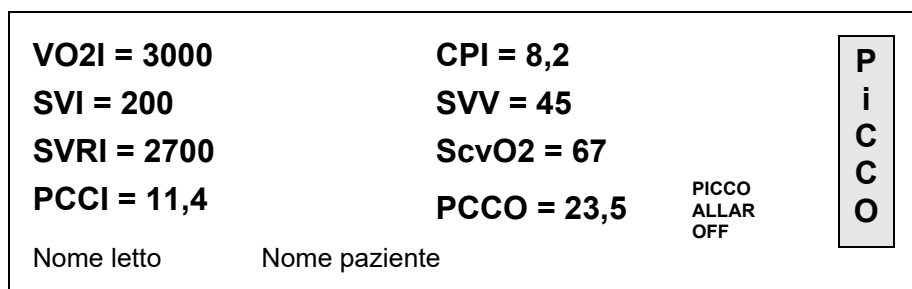 VO2I = 3000
CPI = 8,2
SVI = 200
SVV = 45
SVRI = 2700
ScvO2 = 67
PCCI = 11,4
PCCO = 23,5
PICCO
ALLAR
OFF
Nome letto
Nome paziente
P
i
C
C
O